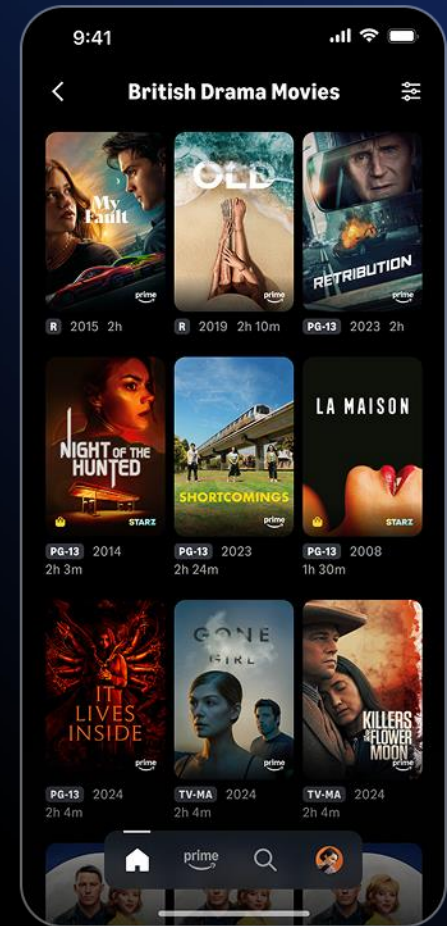 9:41
British Drama Movies
My
Fault
prime
OLD
prime
RETRIBUTION
prime
R 2015 2h
R 2019 2h 10m
PG-13 2023 2h
NIGHT OF THE
HUNTED
STARZ
SHORTCOMINGS
prime
LA MAISON
STARZ
PG-13 2014
2h 3m
PG-13 2023
2h 24m
PG-13 2008
1h 30m
IT
LIVES
INSIDE
prime
GONE
GIRL
prime
KILLERS
OF THE FLOWER
MOON
prime
PG-13 2024
2h 4m
TV-MA 2024
2h 4m
TV-MA 2024
2h 4m
prime